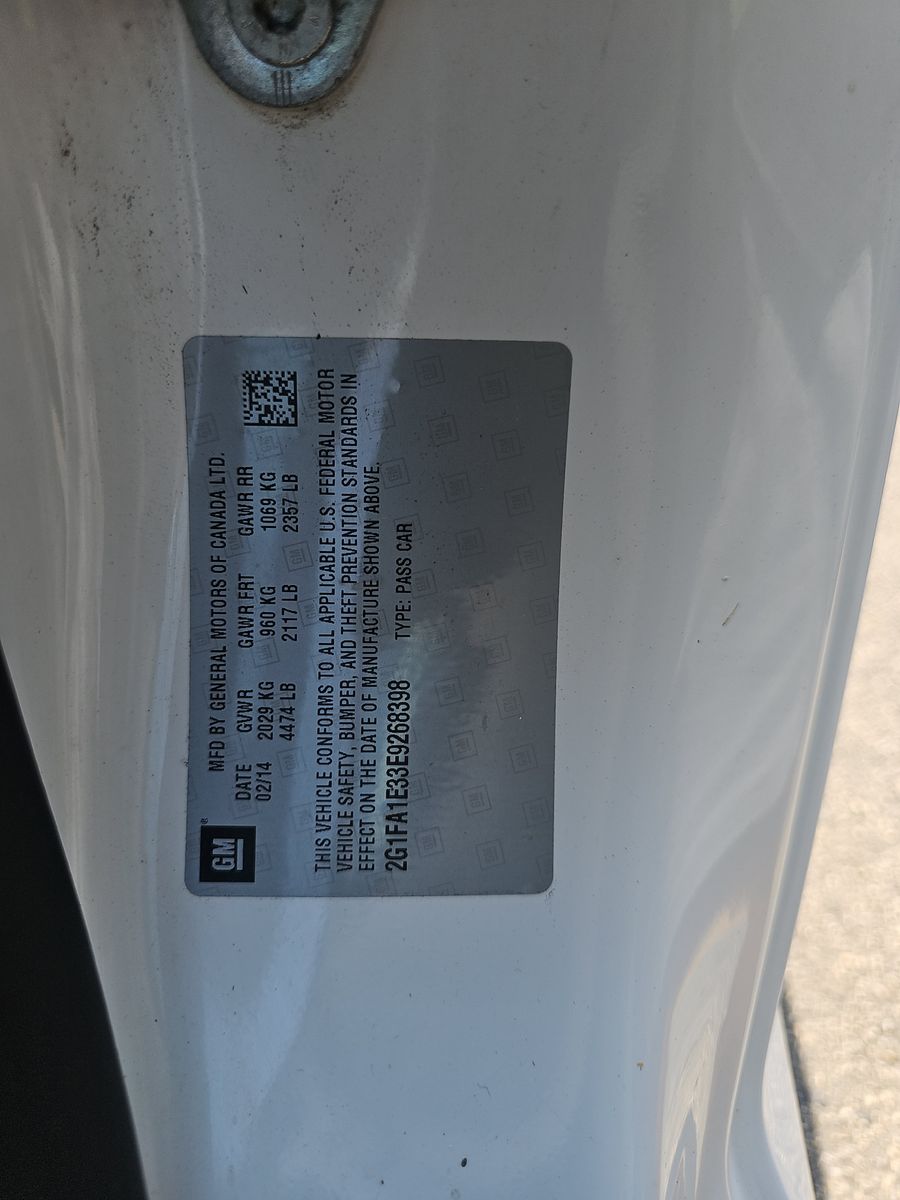 GM®
MFD BY GENERAL MOTORS OF CANADA LTD.
DATE GVWR GAWR FRT GAWR RR
02/14 2029 KG 960 KG 1069 KG
4474 LB 2117 LB 2357 LB
THIS VEHICLE CONFORMS TO ALL APPLICABLE U.S. FEDERAL MOTOR
VEHICLE SAFETY, BUMPER, AND THEFT PREVENTION STANDARDS IN
EFFECT ON THE DATE OF MANUFACTURE SHOWN ABOVE.
2G1FA1E33E9268398 TYPE: PASS CAR